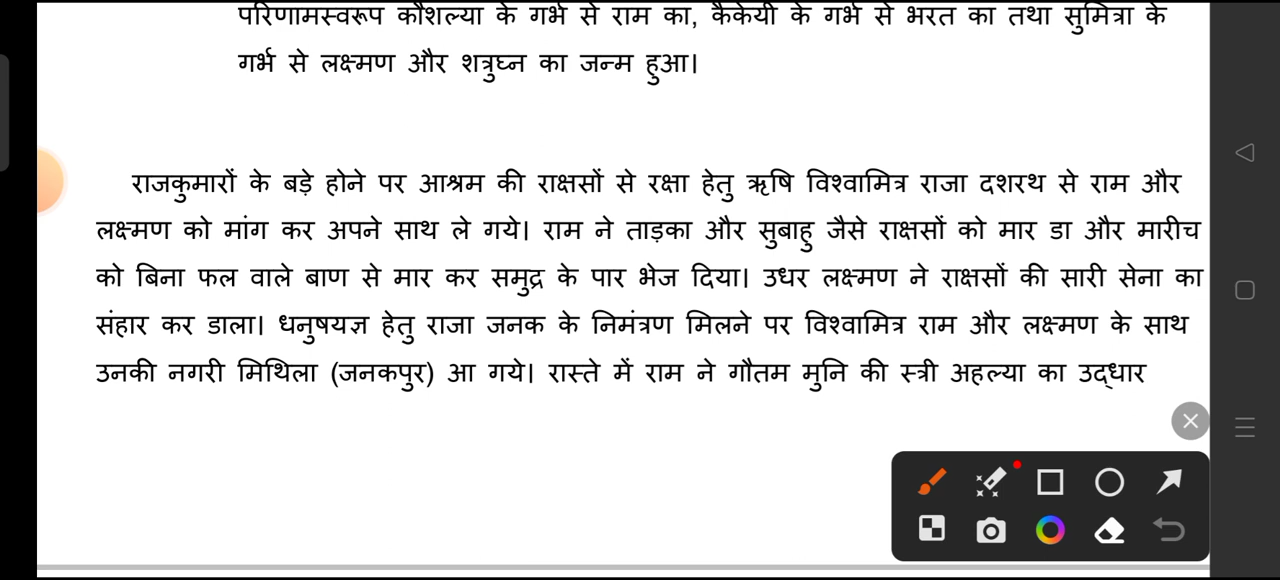 परिणामस्वरूप कौशल्या के गर्भ से राम का, कैकेयी के गर्भ से भरत का तथा सुमित्रा के
गर्भ से लक्ष्मण और शत्रुघ्न का जन्म हुआ।
राजकुमारों के बड़े होने पर आश्रम की राक्षसों से रक्षा हेतु ऋषि विश्वामित्र राजा दशरथ से राम और
लक्ष्मण को मांग कर अपने साथ ले गये। राम ने ताड़का और सुबाहु जैसे राक्षसों को मार डा और मारीच
को बिना फल वाले बाण से मार कर समुद्र के पार भेज दिया। उधर लक्ष्मण ने राक्षसों की सारी सेना का
संहार कर डाला। धनुषयज्ञ हेतु राजा जनक के निमंत्रण मिलने पर विश्वामित्र राम और लक्ष्मण के साथ
उनकी नगरी मिथिला (जनकपुर) आ गये। रास्ते में राम ने गौतम मुनि की स्त्री अहल्या का उद्‌धार